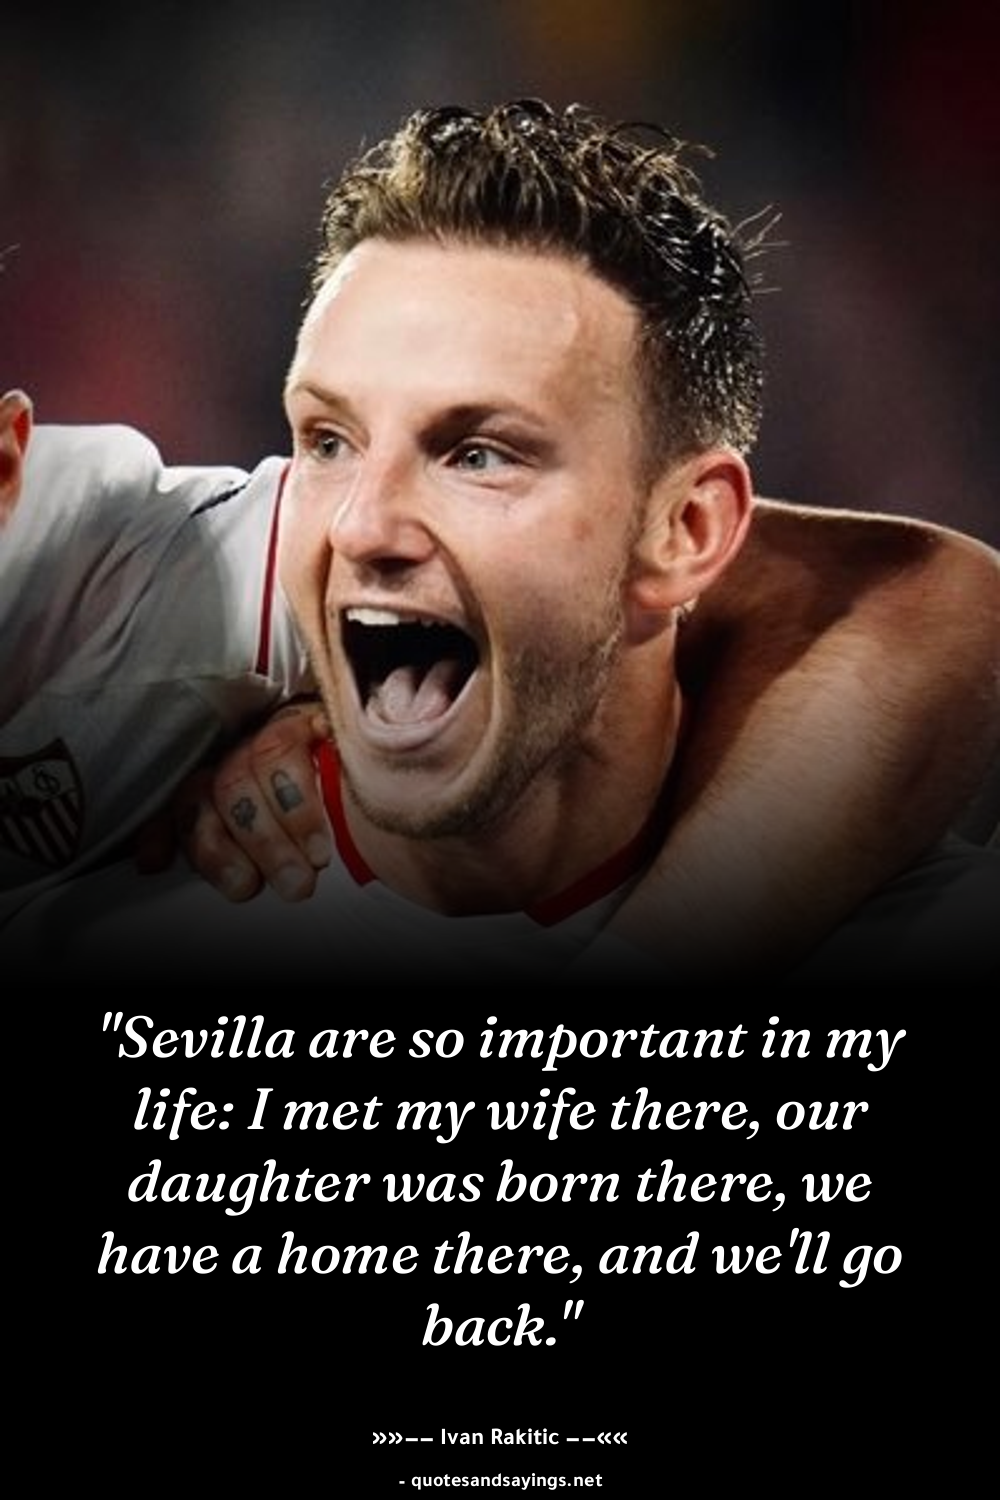 "Sevilla are so important in my
life: I met my wife there, our
daughter was born there, we
have a home there, and we'll go
back."
»»−− Ivan Rakitic −−««
- quotesandsayings.net